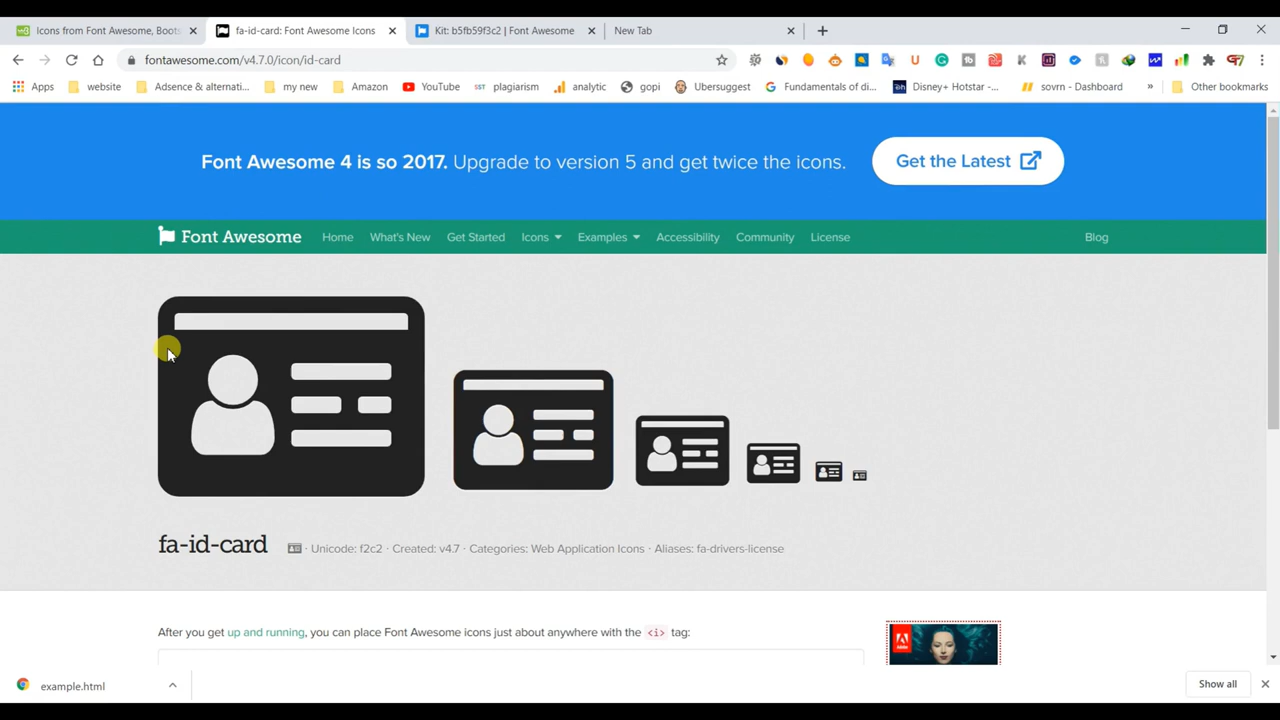 Icons from Font Awesome, Boots
fa-id-card: Font Awesome Icons
Kit: b5fb59f3c2 | Font Awesome
New Tab
fontawesome.com/v4.7.0/icon/id-card
Apps
website
Adsence & alternati...
my new
Amazon
YouTube
SST plagiarism
analytic
gopi
Ubersuggest
Fundamentals of di...
Disney+ Hotstar -...
sovrn - Dashboard
»
Other bookmarks
Font Awesome 4 is so 2017. Upgrade to version 5 and get twice the icons.
Get the Latest
Font Awesome
Home
What's New
Get Started
Icons
Examples
Accessibility
Community
License
Blog
fa-id-card
· Unicode: f2c2 · Created: v4.7 · Categories: Web Application Icons · Aliases: fa-drivers-license
After you get up and running, you can place Font Awesome icons just about anywhere with the <i> tag:
example.html
Show all